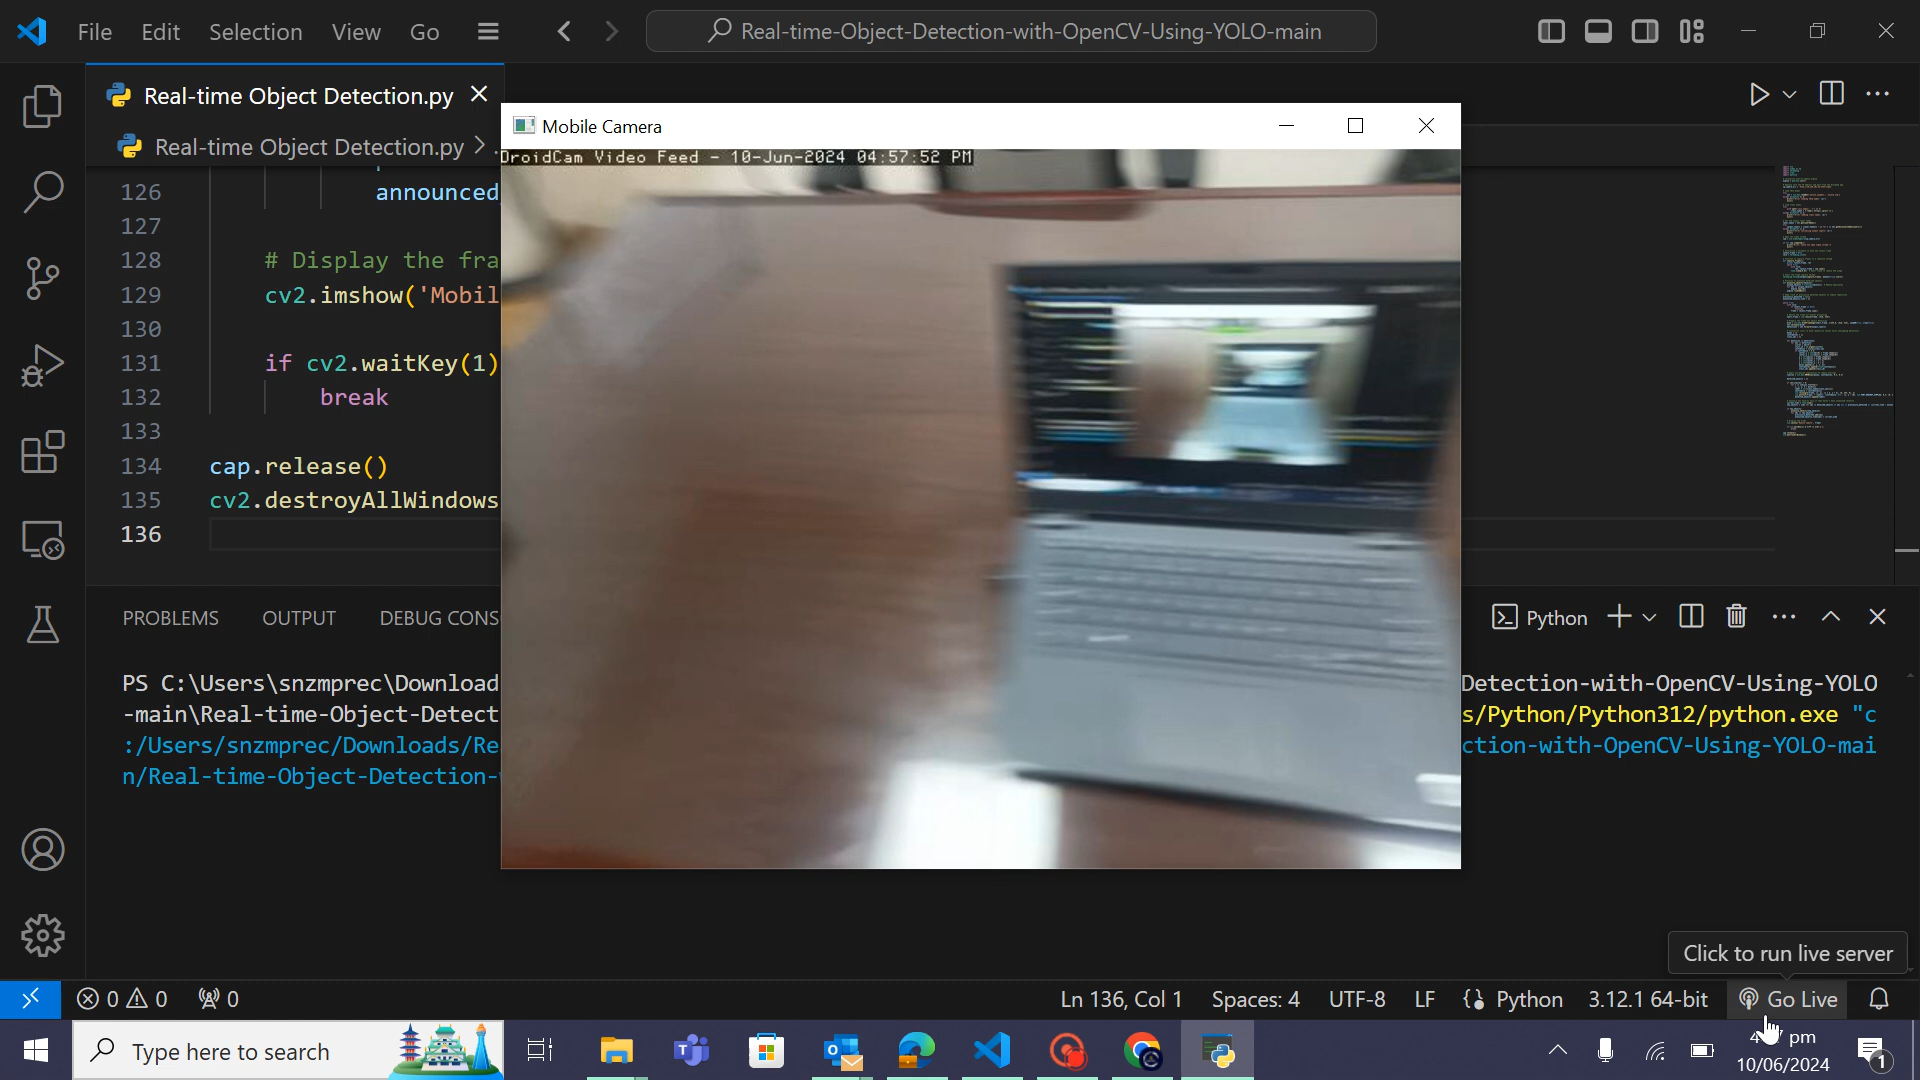 File Edit Selection View Go
Real-time-Object-Detection-with-OpenCV-Using-YOLO-main
Real-time Object Detection.py
Real-time Object Detection.py
Mobile Camera
DroidCam Video Feed - 10-Jun-2024 04:57:52 PM
126 announced
127
128 # Display the fra
129 cv2.imshow('Mobil
130
131 if cv2.waitKey(1)
132 break
133
134 cap.release()
135 cv2.destroyAllWindows
136
PROBLEMS OUTPUT DEBUG CONS
Python
PS C:\Users\snzmprec\Download Detection-with-OpenCV-Using-YOLO
-main\Real-time-Object-Detect s/Python/Python312/python.exe "c
:/Users/snzmprec/Downloads/Re ction-with-OpenCV-Using-YOLO-mai
n/Real-time-Object-Detection-
Click to run live server
0 0 0 Ln 136, Col 1 Spaces: 4 UTF-8 LF Python 3.12.1 64-bit Go Live
Type here to search
pm
10/06/2024
1